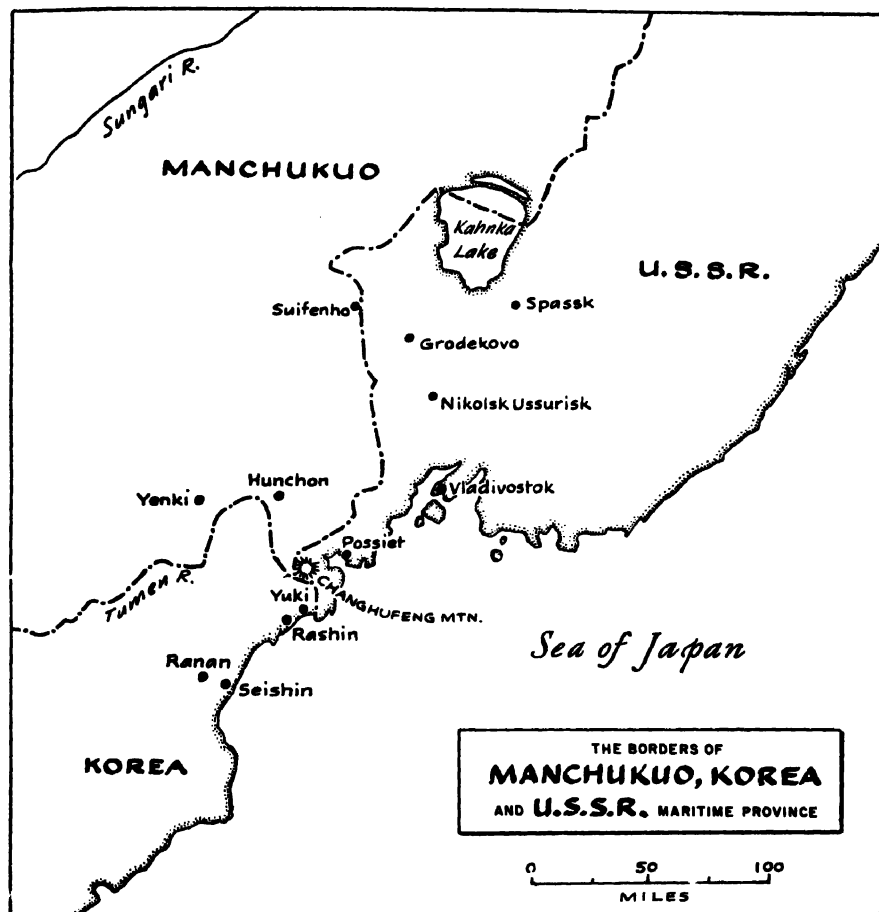 Sungari R.
MANCHUKUO
Kahnka
Lake
U.S.S.R.
Suifenho
Spassk
Grodekovo
Nikolsk Ussurisk
Hunchon
Yenki
Vladivostok
Possiet
Tumen R.
CHANGHUFENG MTN.
Yuki
Rashin
Sea of Japan
Ranan
Seishin
KOREA
THE BORDERS OF
MANCHUKUO, KOREA
AND U.S.S.R. MARITIME PROVINCE
0 50 100
MILES